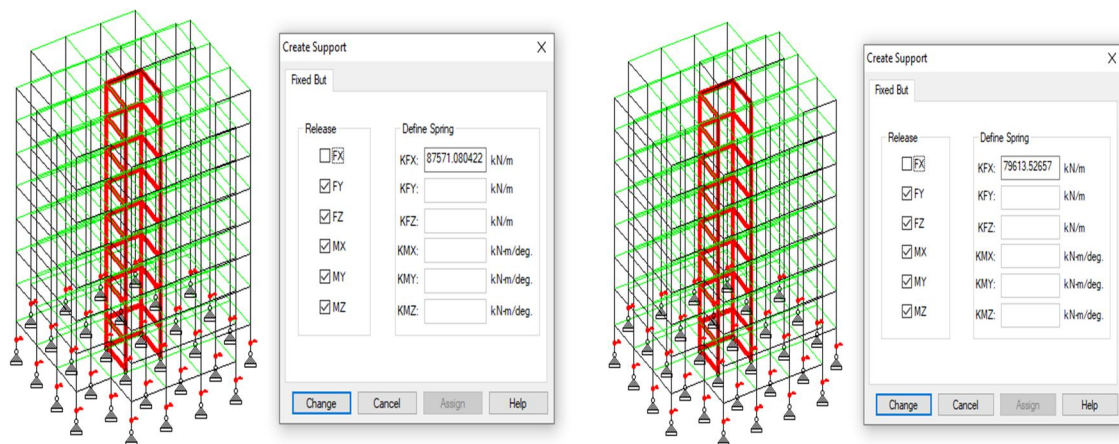 Create Support X
Fixed But
Release Define Spring
FX KFX: 87571.080422 kN/m
FY KFY: kN/m
FZ KFZ: kN/m
MX KMX: kN-m/deg.
MY KMY: kN-m/deg.
MZ KMZ: kN-m/deg.
Change Cancel Assign Help
Create Support X
Fixed But
Release Define Spring
FX KFX: 79613.52657 kN/m
FY KFY: kN/m
FZ KFZ: kN/m
MX KMX: kN-m/deg.
MY KMY: kN-m/deg.
MZ KMZ: kN-m/deg.
Change Cancel Assign Help